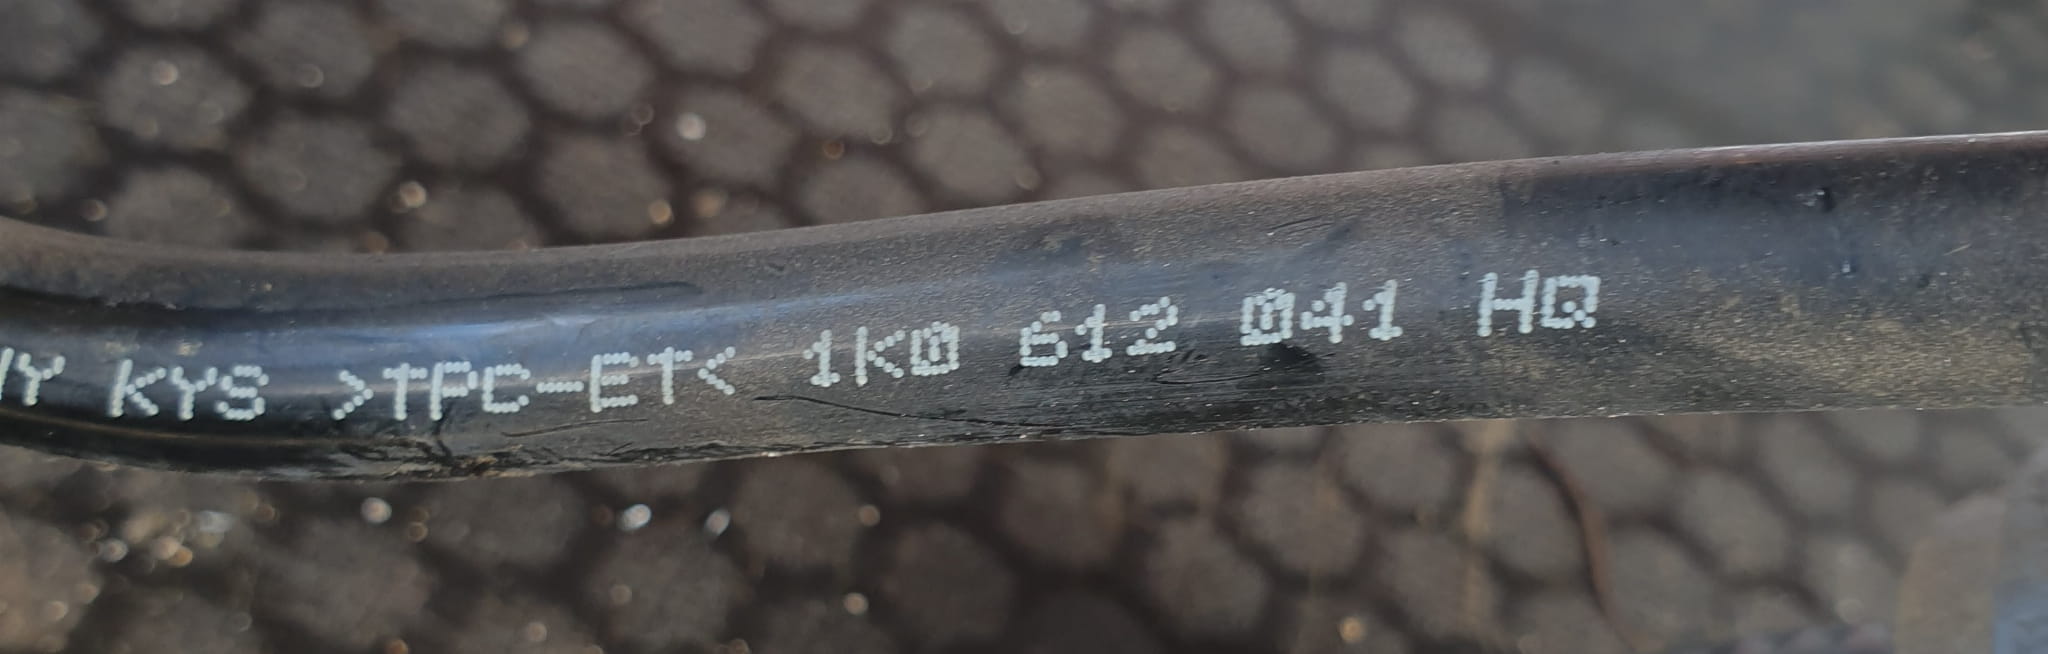 KYS >TPC-ET< 1K0 612 041 HQ